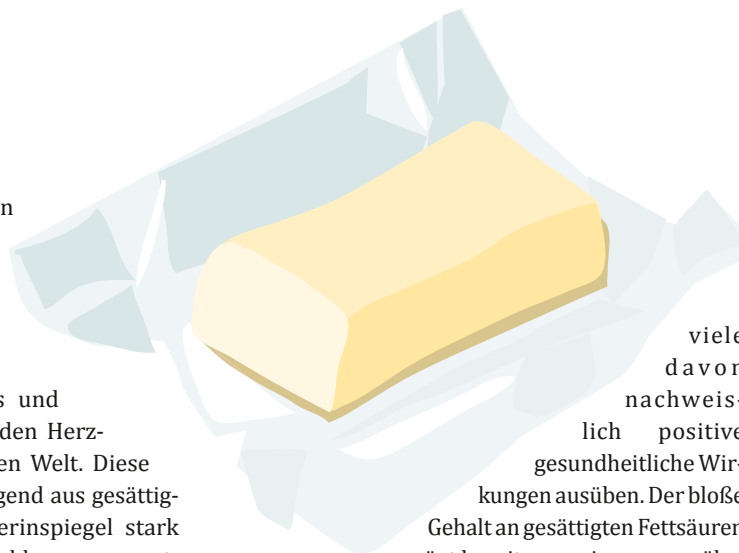 n
s und
den Herz-
en Welt. Diese
gend aus gesättig-
erinspiegel stark
viele
davon
nachweis-
lich positive
gesundheitliche Wir-
kungen ausüben. Der bloße
Gehalt an gesättigten Fettsäuren